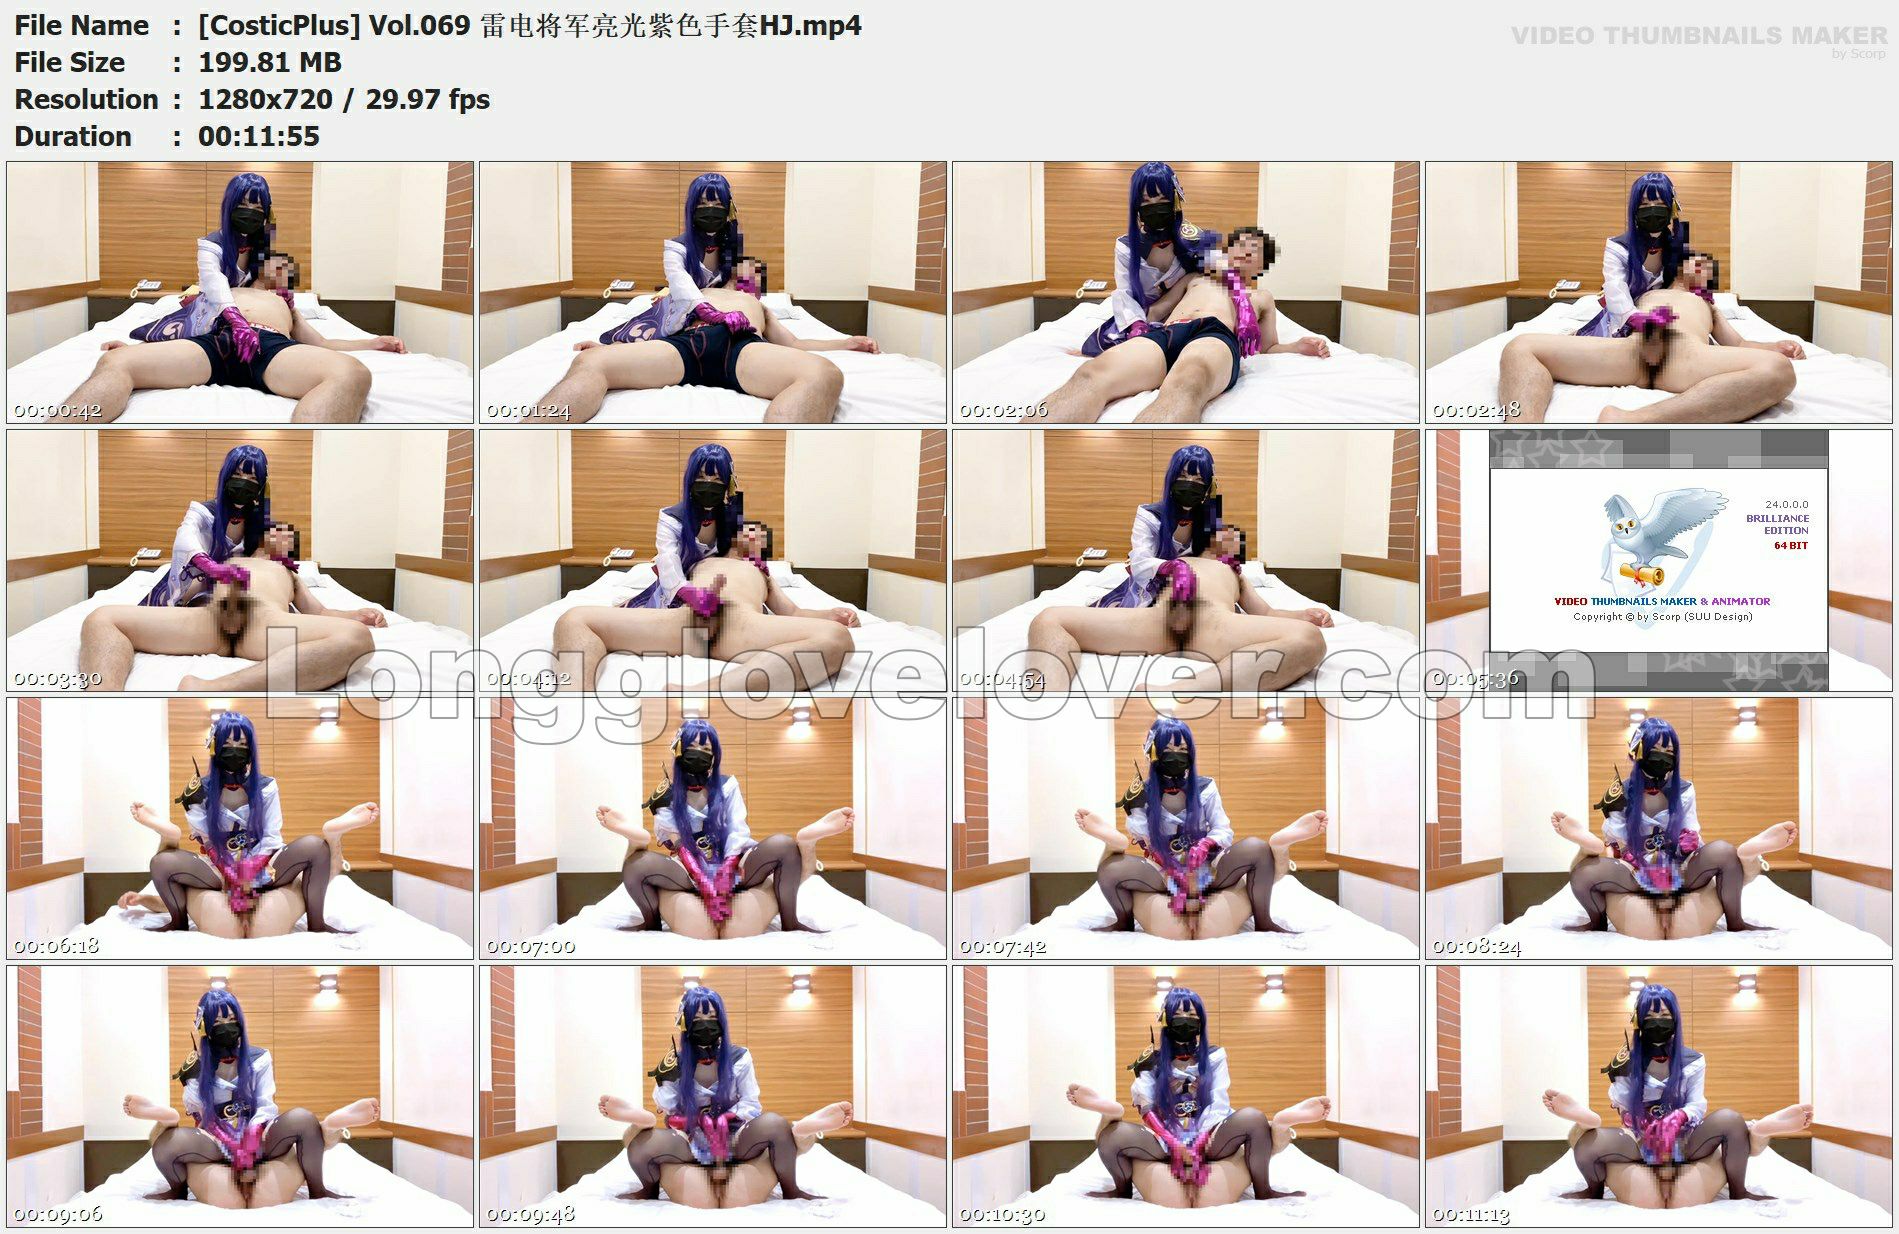 File Name : [CosticPlus] Vol.069 雷电将军亮光紫色手套HJ.mp4
VIDEO THUMBNAILS MAKER
by Scorp
File Size : 199.81 MB
Resolution : 1280x720 / 29.97 fps
Duration : 00:11:55
00:00:42
00:01:24
00:02:06
00:02:48
24.0.0.0
BRILLIANCE
EDITION
64 BIT
VIDEO THUMBNAILS MAKER & ANIMATOR
Copyright © by Scorp (SUU Design)
00:03:30
00:04:12
00:04:54
00:05:36
Longglovelover.com
00:06:18
00:07:00
00:07:42
00:08:24
00:09:06
00:09:48
00:10:30
00:11:13